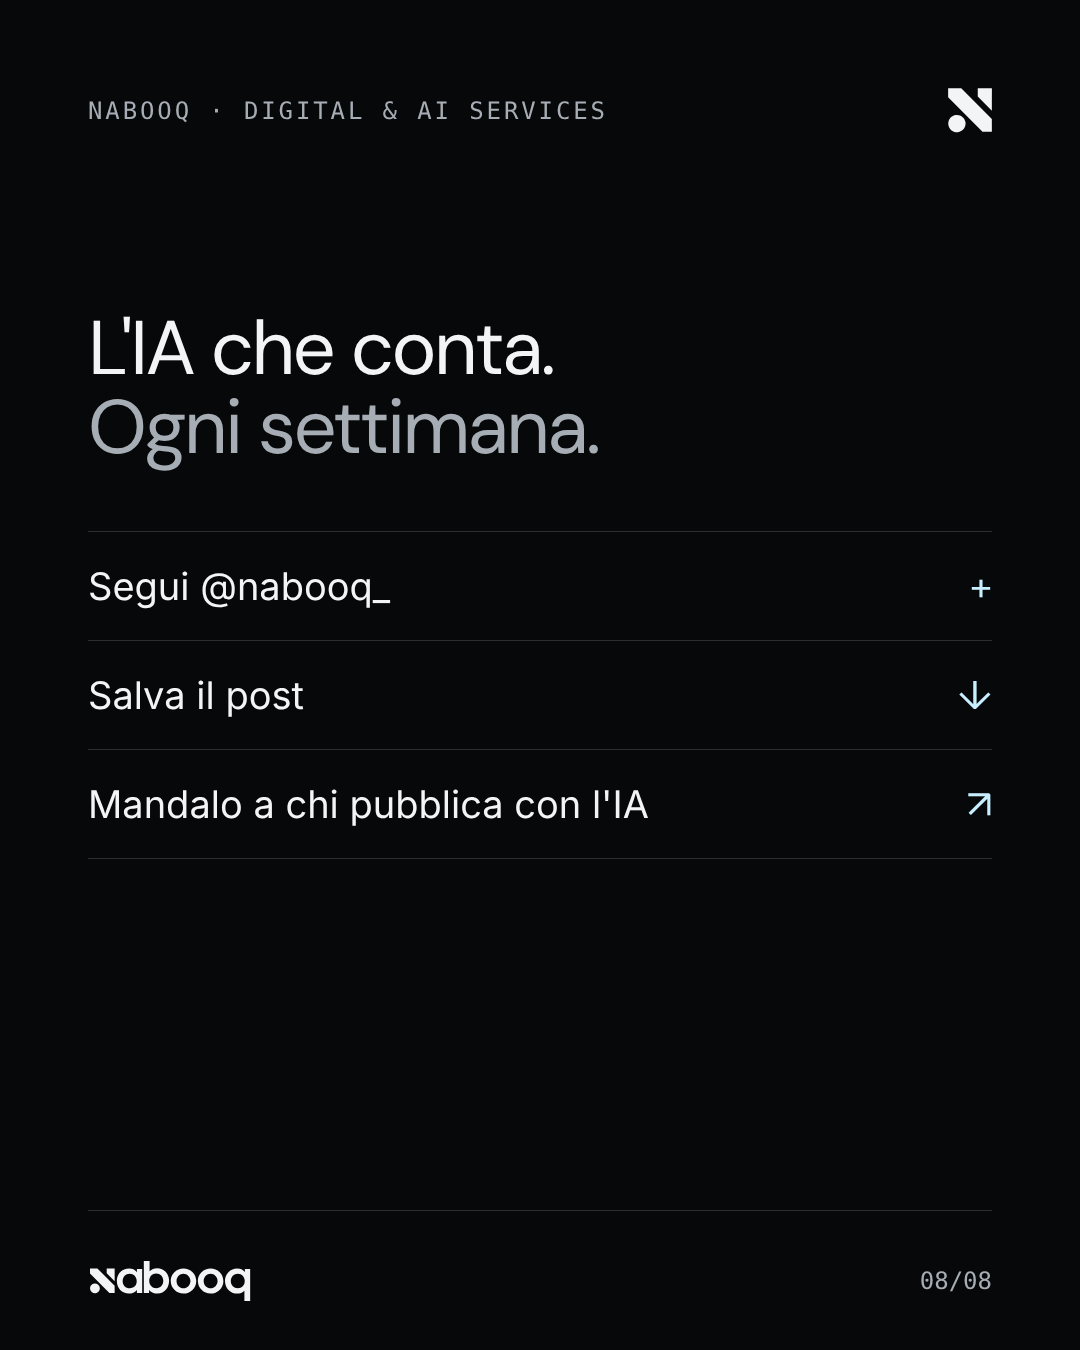 NABOOQ · DIGITAL & AI SERVICES
L'IA che conta.
Ogni settimana.
Segui @nabooq_
+
Salva il post
↓
Mandalo a chi pubblica con l'IA
↗
nabooq
08/08